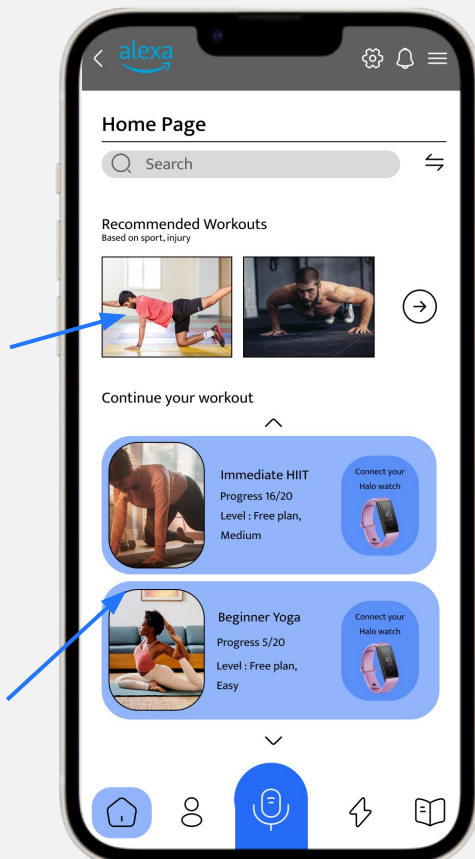 alexa
Home Page
Search
Recommended Workouts
Based on sport, injury
Continue your workout
Immediate HIIT
Progress 16/20
Level : Free plan,
Medium
Connect your
Halo watch
Beginner Yoga
Progress 5/20
Level : Free plan,
Easy
Connect your
Halo watch